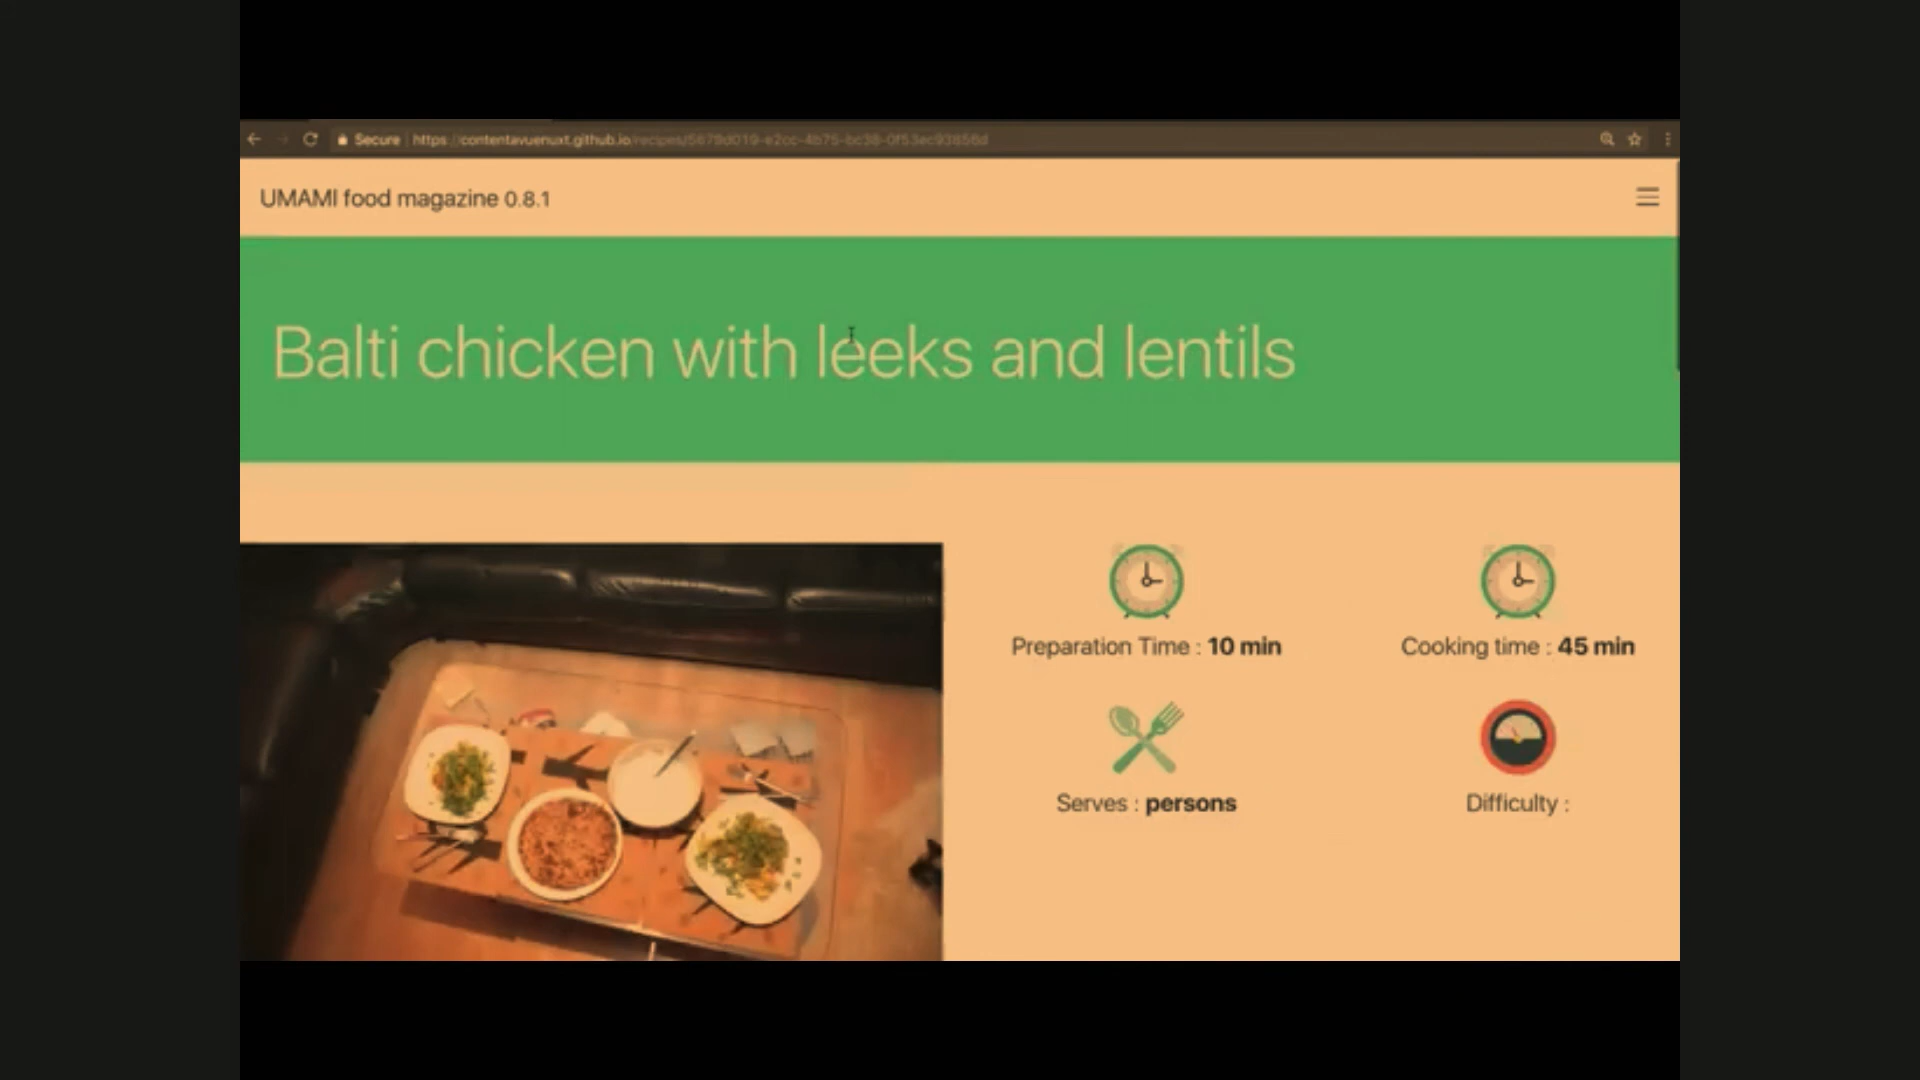 Secure
https
contentavuenuxt.github.io/recipes/
UMAMI food magazine 0.8.1
Balti chicken with leeks and lentils
Preparation Time : 10 min
Cooking time : 45 min
Serves : persons
Difficulty :